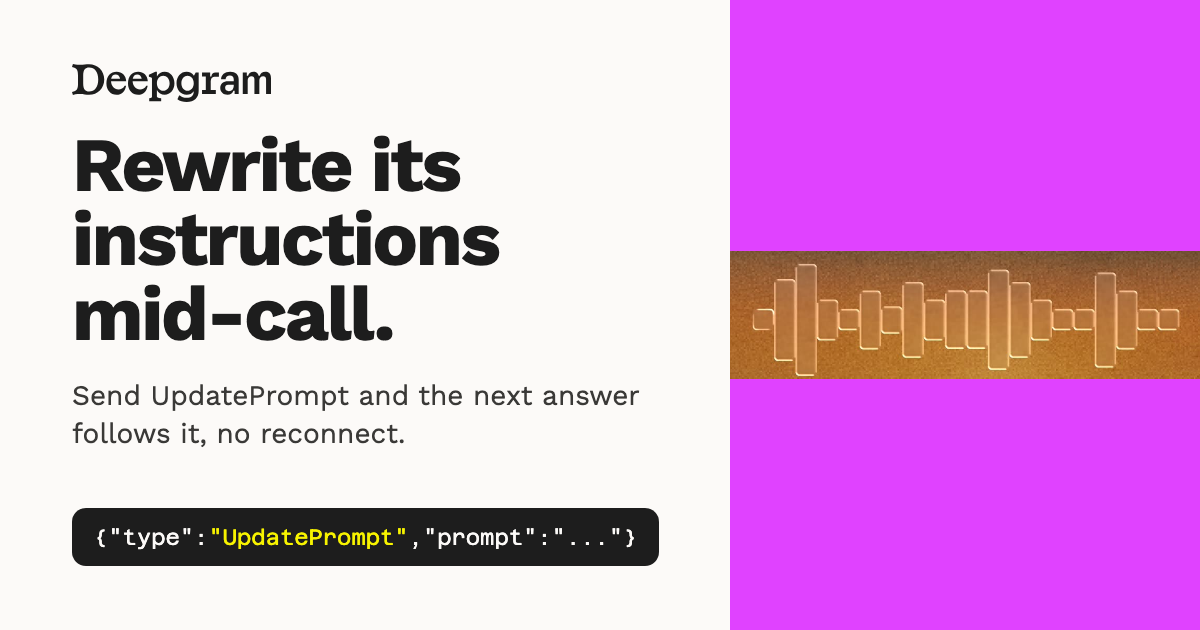 Deepgram
Rewrite its
instructions
mid-call.
Send UpdatePrompt and the next answer
follows it, no reconnect.
{"type":"UpdatePrompt","prompt":"..."}